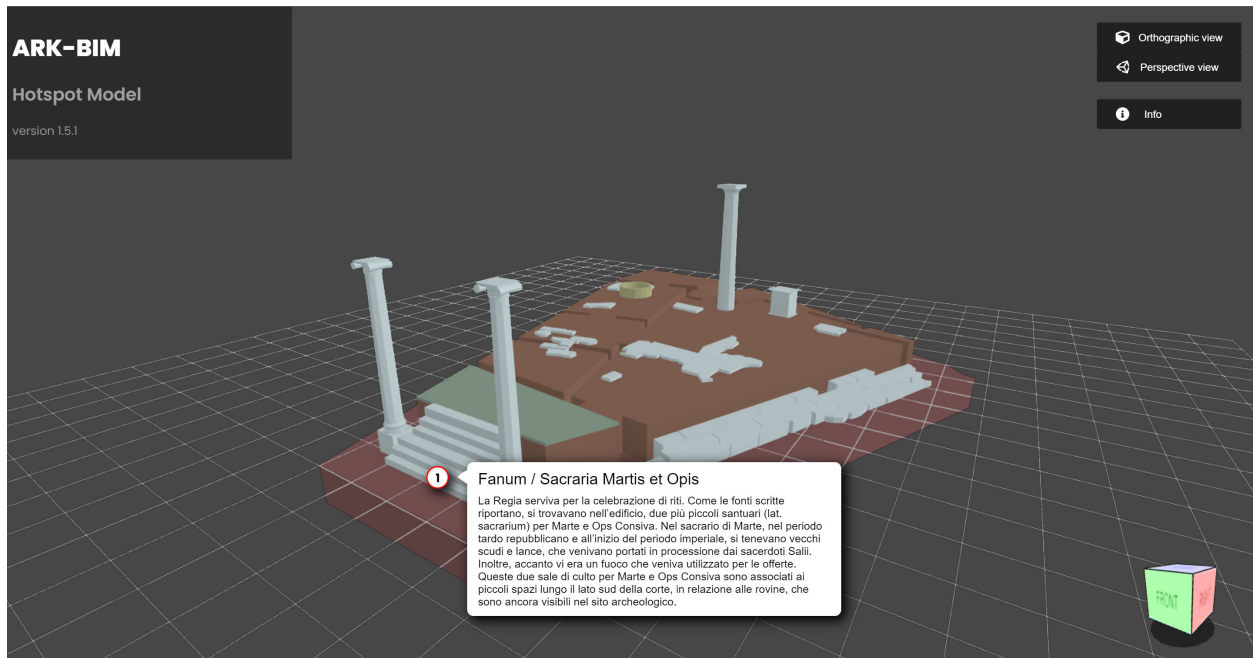 ARK-BIM
Hotspot Model
version 1.5.1
Orthographic view
Perspective view
Info
1
Fanum / Sacraria Martis et Opis
La Regia serviva per la celebrazione di riti. Come le fonti scritte
riportano, si trovavano nell'edificio, due più piccoli santuari (lat.
sacrarium) per Marte e Ops Consiva. Nel sacrario di Marte, nel periodo
tardo repubblicano e all'inizio del periodo imperiale, si tenevano vecchi
scudi e lance, che venivano portati in processione dai sacerdoti Salii.
Inoltre, accanto vi era un fuoco che veniva utilizzato per le offerte.
Queste due sale di culto per Marte e Ops Consiva sono associati ai
piccoli spazi lungo il lato sud della corte, in relazione alle rovine, che
sono ancora visibili nel sito archeologico.
FRONT